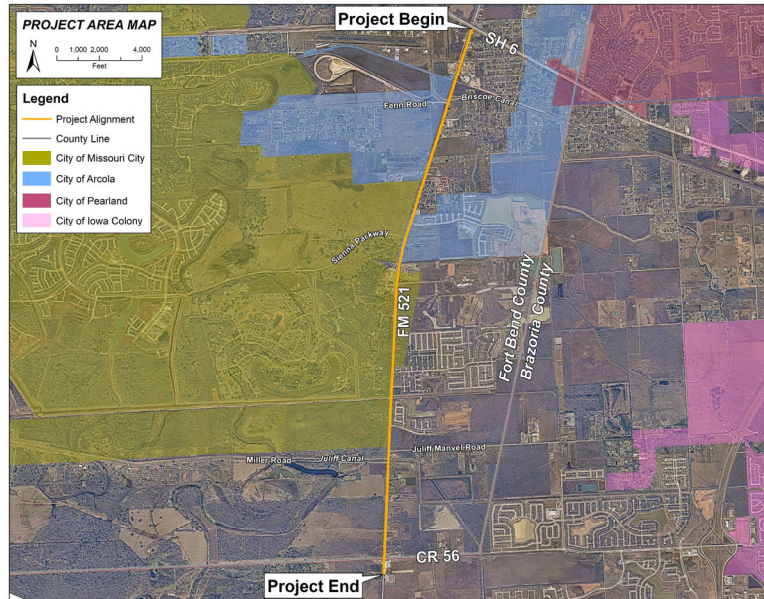 PROJECT AREA MAP
N
0 1,000 2,000 4,000
Feet
Legend
Project Alignment
County Line
City of Missouri City
City of Arcola
City of Pearland
City of Iowa Colony
Project Begin
SH 6
Fenn Road
Briscoe Canal
Sienna Parkway
FM 521
Fort Bend County
Brazoria County
Miller Road
Juliff Canal
Juliff Manvel Road
CR 56
Project End